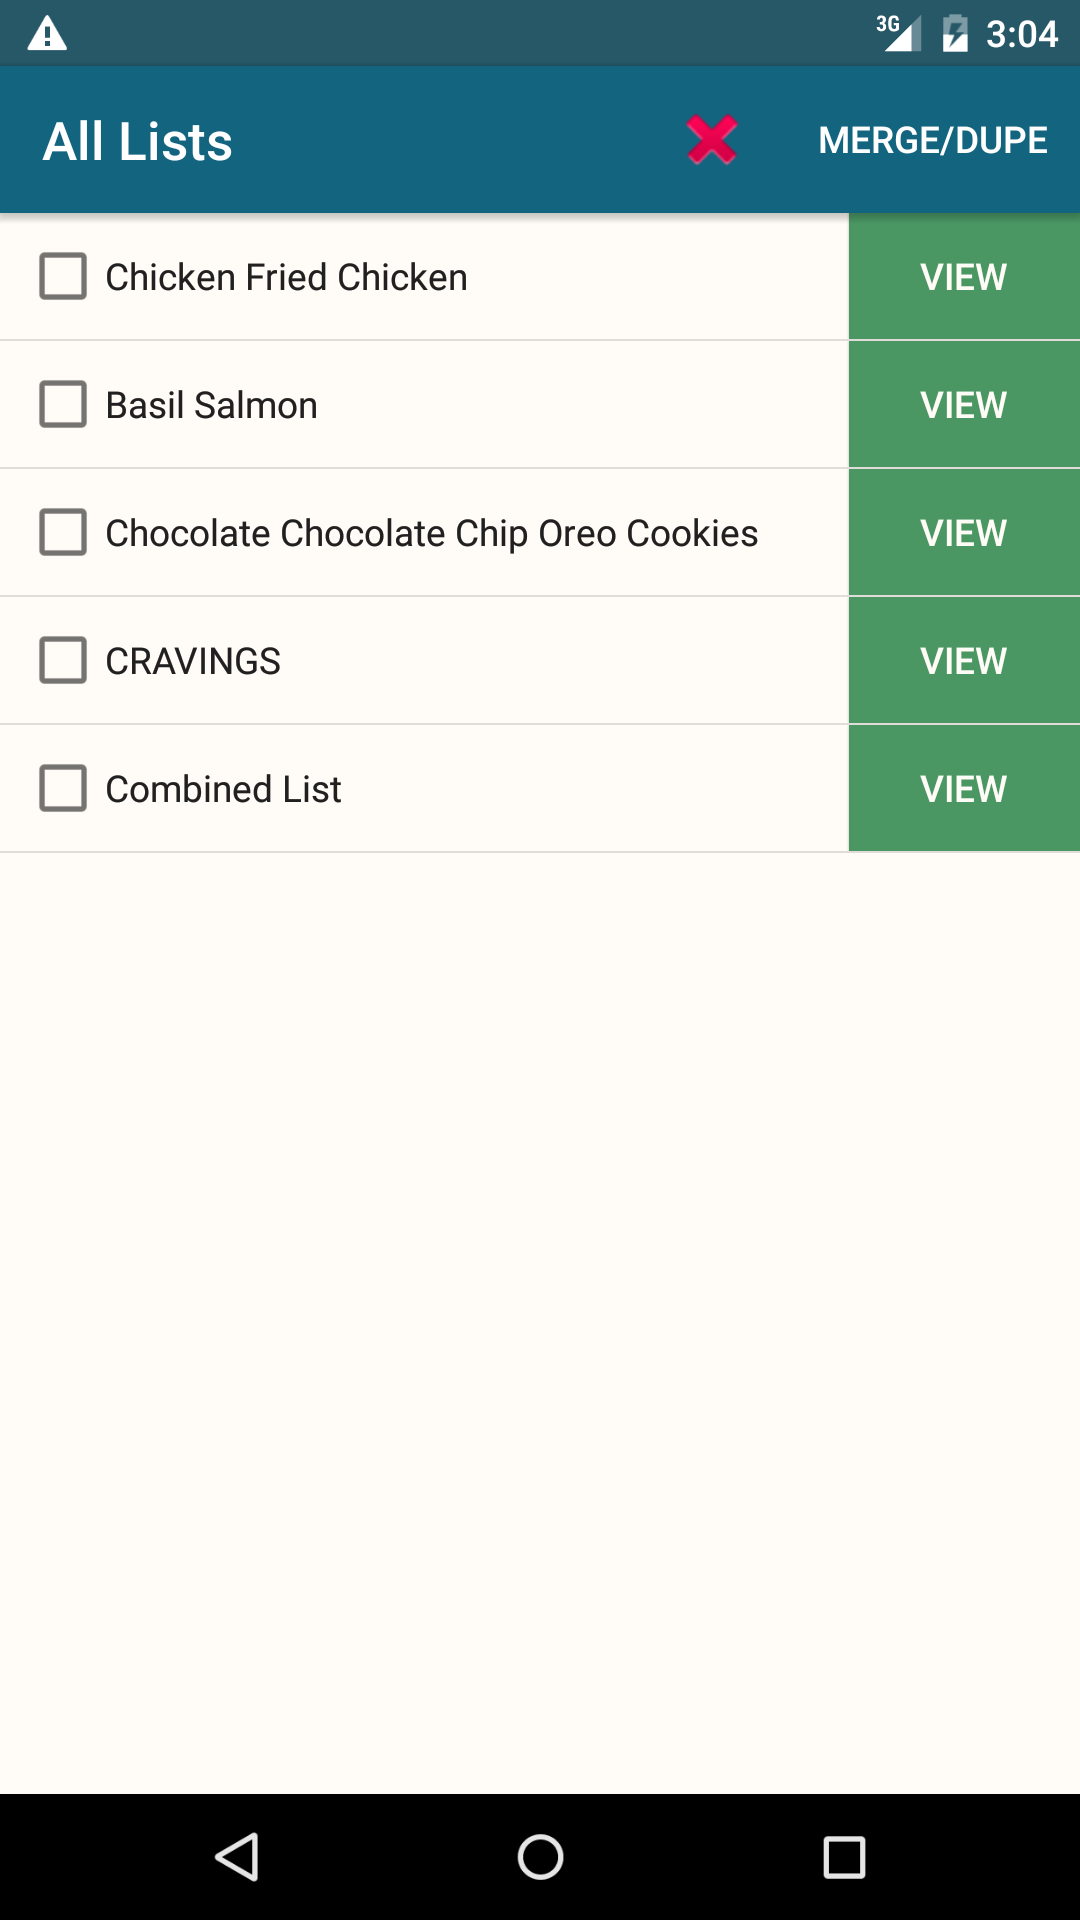 3G 3:04
All Lists MERGE/DUPE
Chicken Fried Chicken VIEW
Basil Salmon VIEW
Chocolate Chocolate Chip Oreo Cookies VIEW
CRAVINGS VIEW
Combined List VIEW